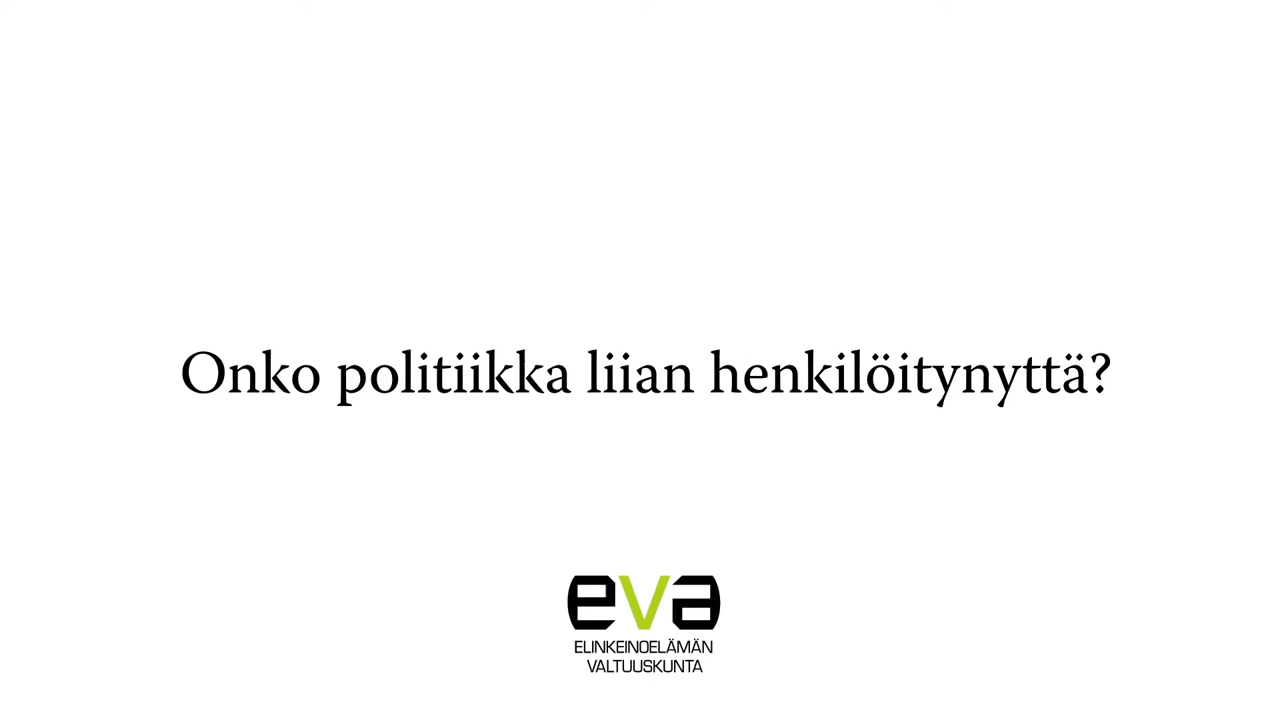 Onko politiikka liian henkilöitynyttä?
eva
ELINKEINOELÄMÄN
VALTUUSKUNTA